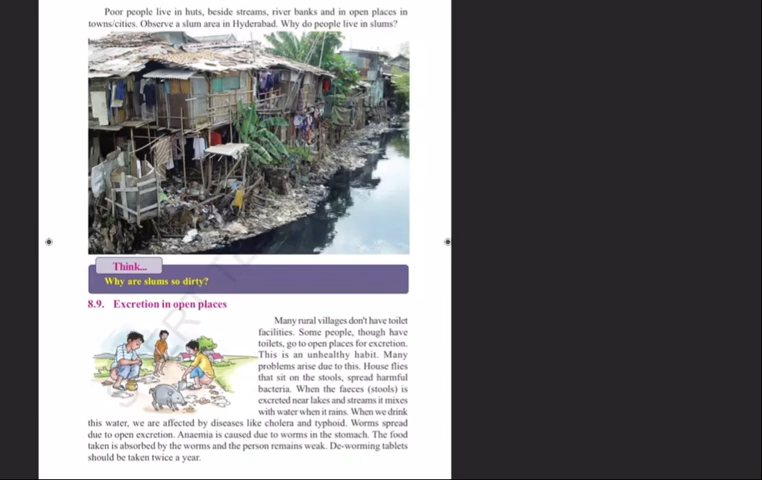 Poor people live in huts, beside streams, river banks and in open places in
towns/cities. Observe a slum area in Hyderabad. Why do people live in slums?
Think...
Why are slums so dirty?
8.9. Excretion in open places
Many rural villages don't have toilet
facilities. Some people, though have
toilets, go to open places for excretion.
This is an unhealthy habit. Many
problems arise due to this. House flies
that sit on the stools, spread harmful
bacteria. When the faeces (stools) is
excreted near lakes and streams it mixes
with water when it rains. When we drink
this water, we are affected by diseases like cholera and typhoid. Worms spread
due to open excretion. Anaemia is caused due to worms in the stomach. The food
taken is absorbed by the worms and the person remains weak. De-worming tablets
should be taken twice a year.